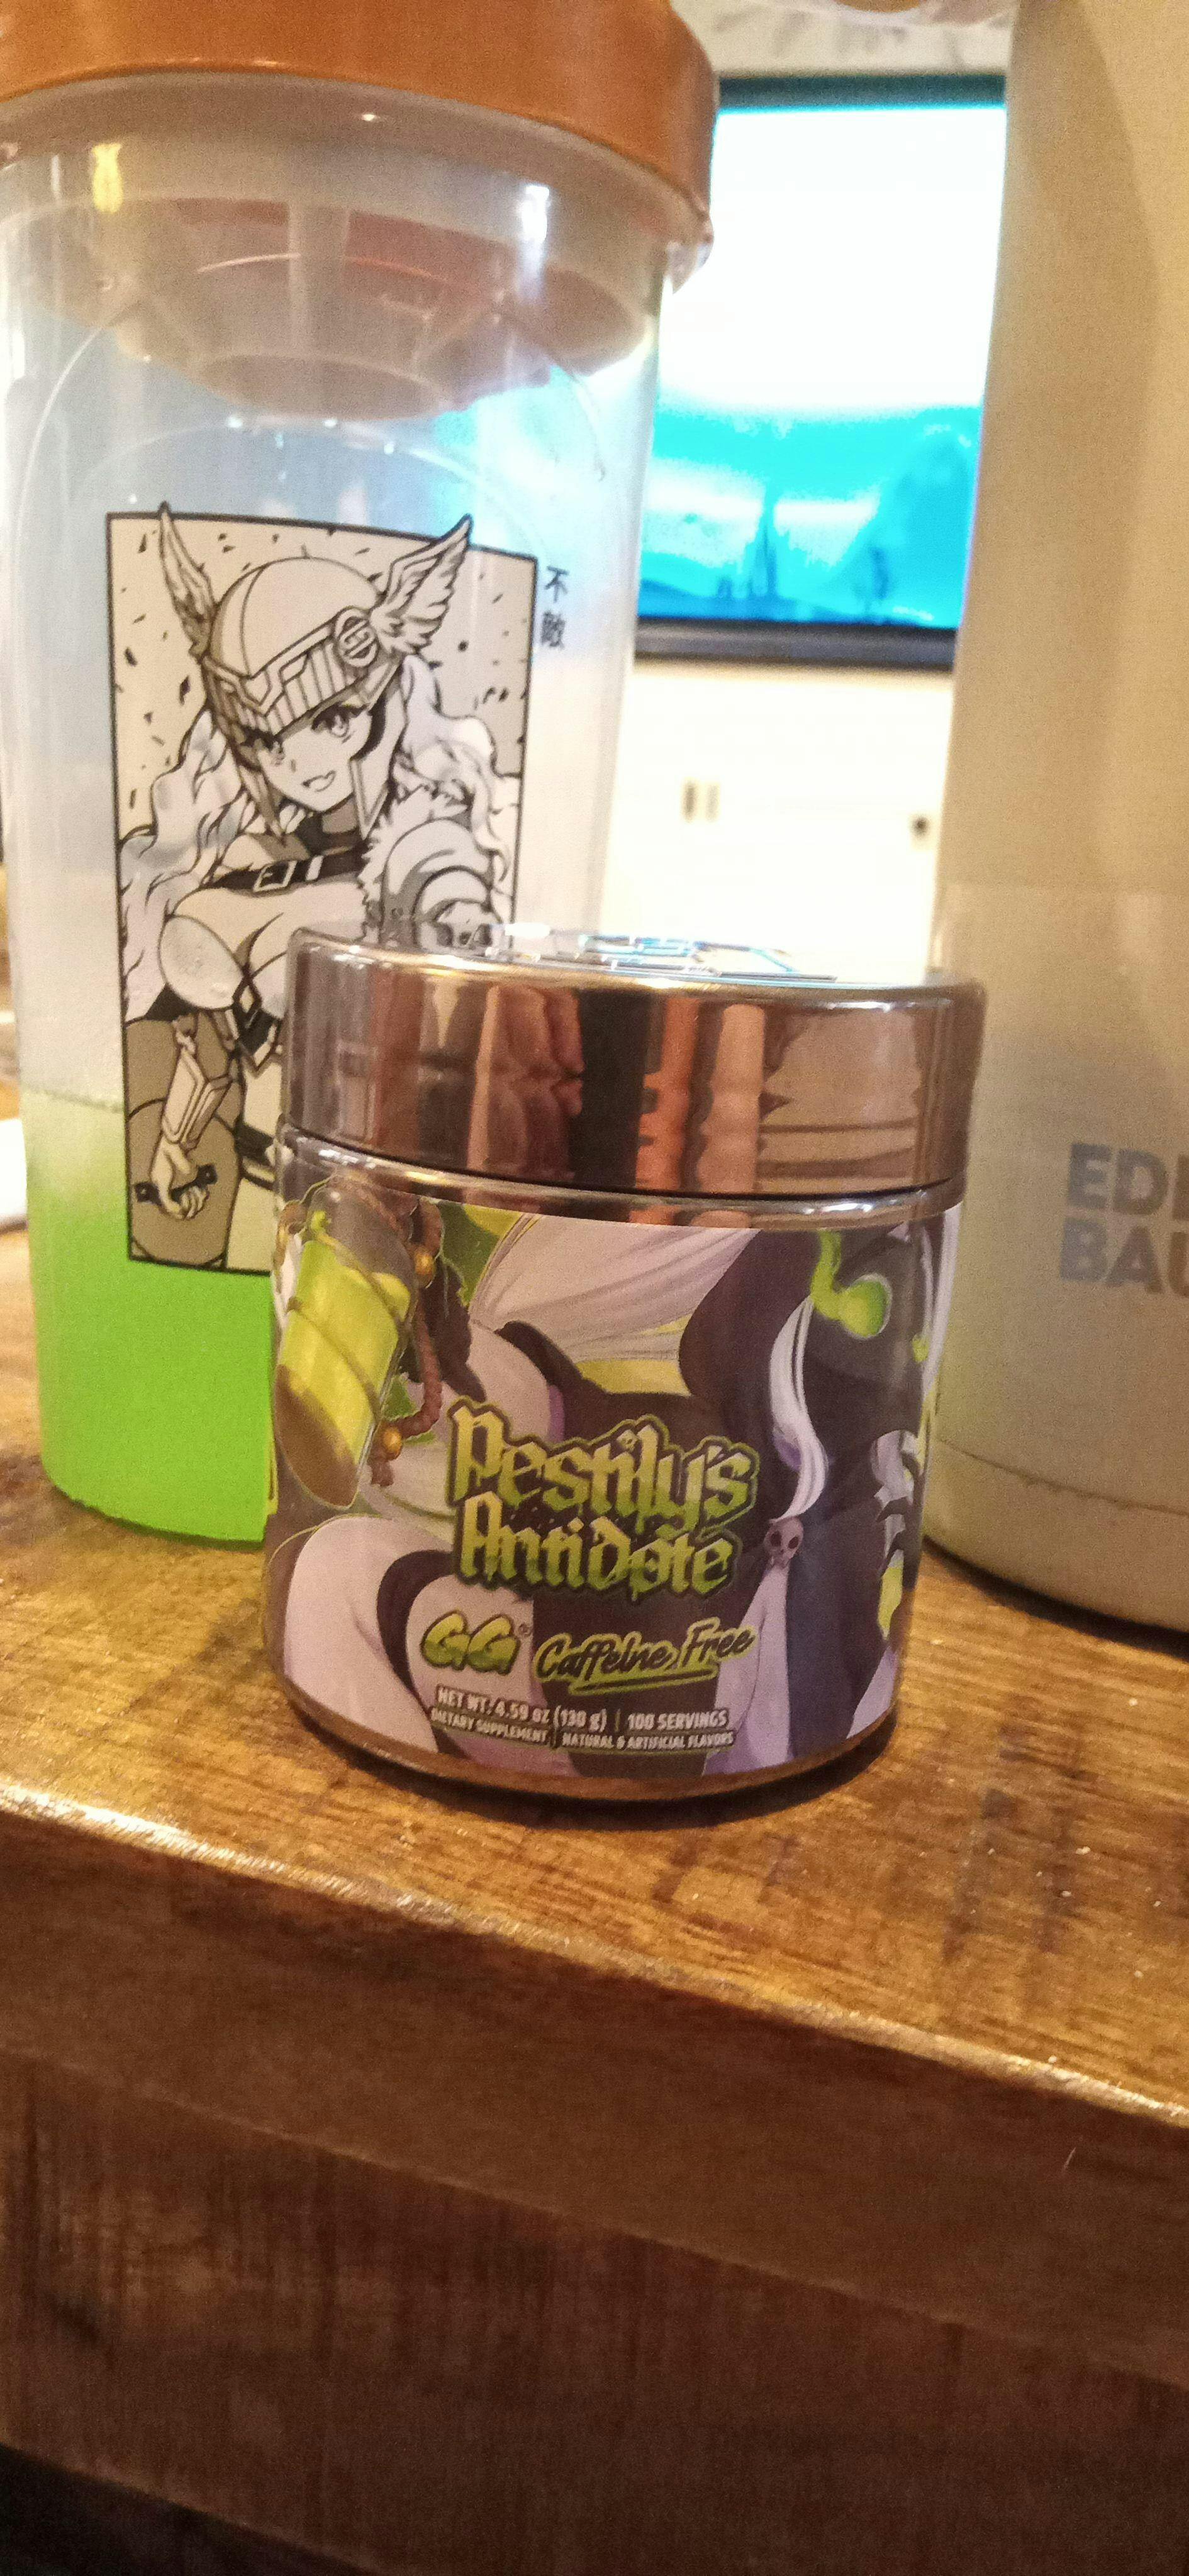 不
敵
Pestily's
Antidote
GG® Caffeine Free
NET WT. 4.59 oz (130 g) | 100 SERVINGS
DIETARY SUPPLEMENT | NATURAL & ARTIFICIAL FLAVORS
BAU